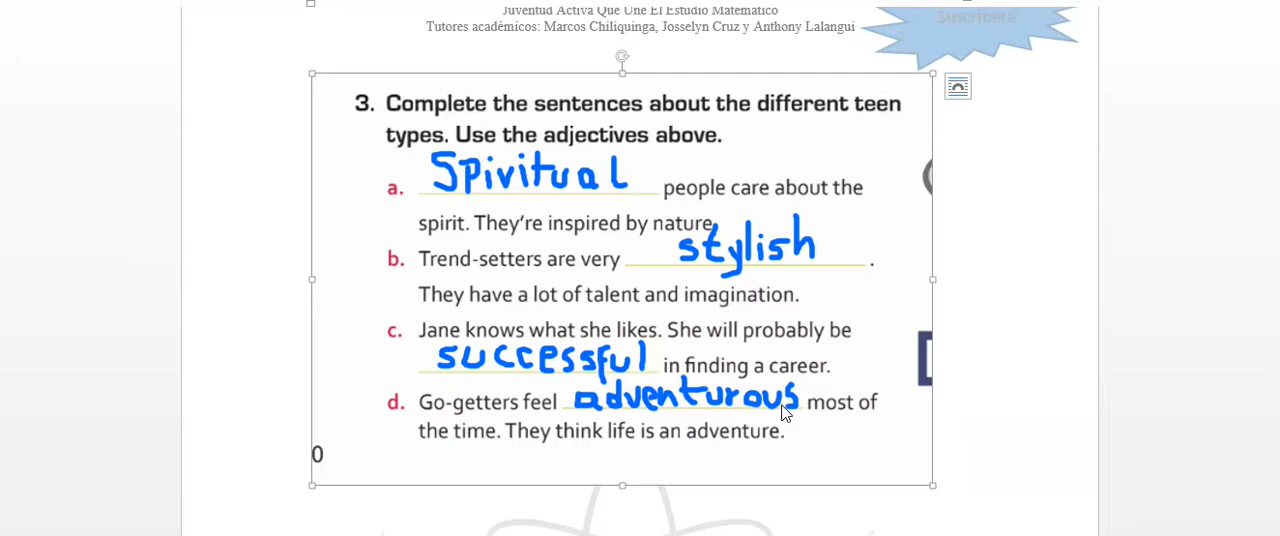 Juventud Activa Que Une El Estudio Matemático
Tutores académicos: Marcos Chiliquinga, Josselyn Cruz y Anthony Lalangui
Suscríbete
3. Complete the sentences about the different teen
types. Use the adjectives above.
a. Spivitual people care about the
spirit. They're inspired by nature.
b. Trend-setters are very stylish .
They have a lot of talent and imagination.
c. Jane knows what she likes. She will probably be
successful in finding a career.
d. Go-getters feel adventurous most of
the time. They think life is an adventure.
0